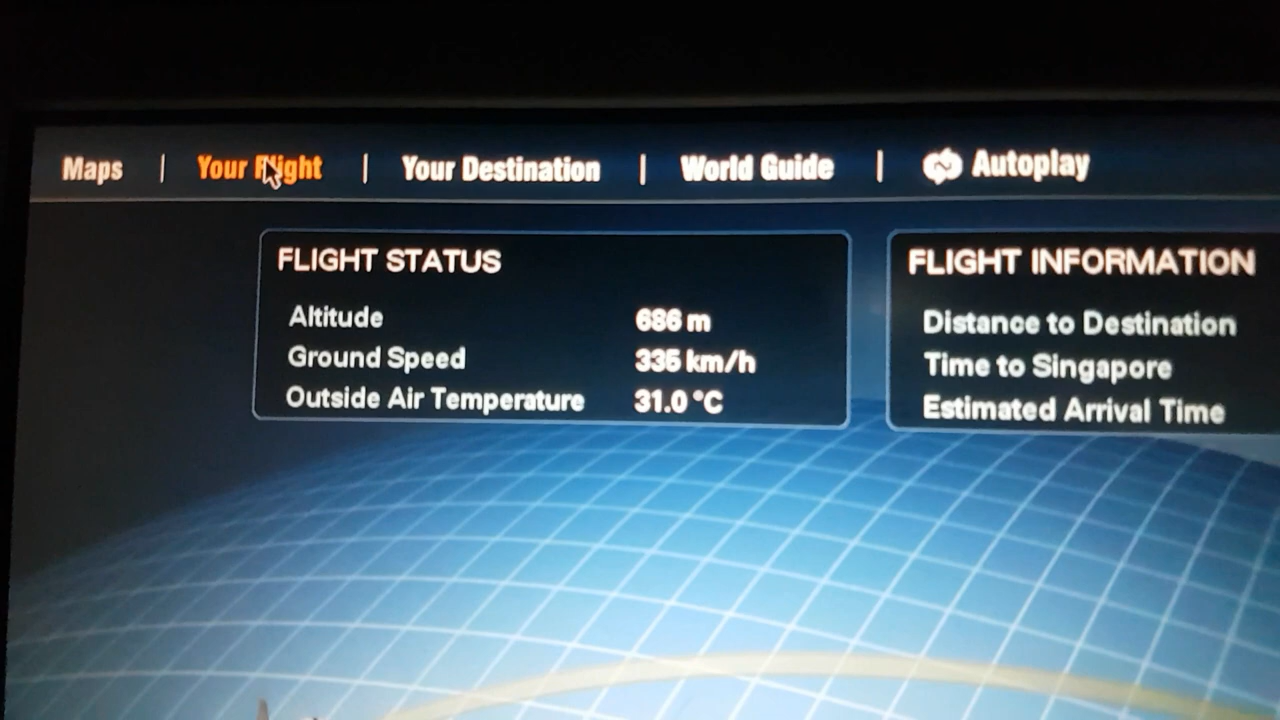 Maps | Your Flight | Your Destination | World Guide | Autoplay
FLIGHT STATUS
Altitude 686 m
Ground Speed 335 km/h
Outside Air Temperature 31.0 °C
FLIGHT INFORMATION
Distance to Destination
Time to Singapore
Estimated Arrival Time